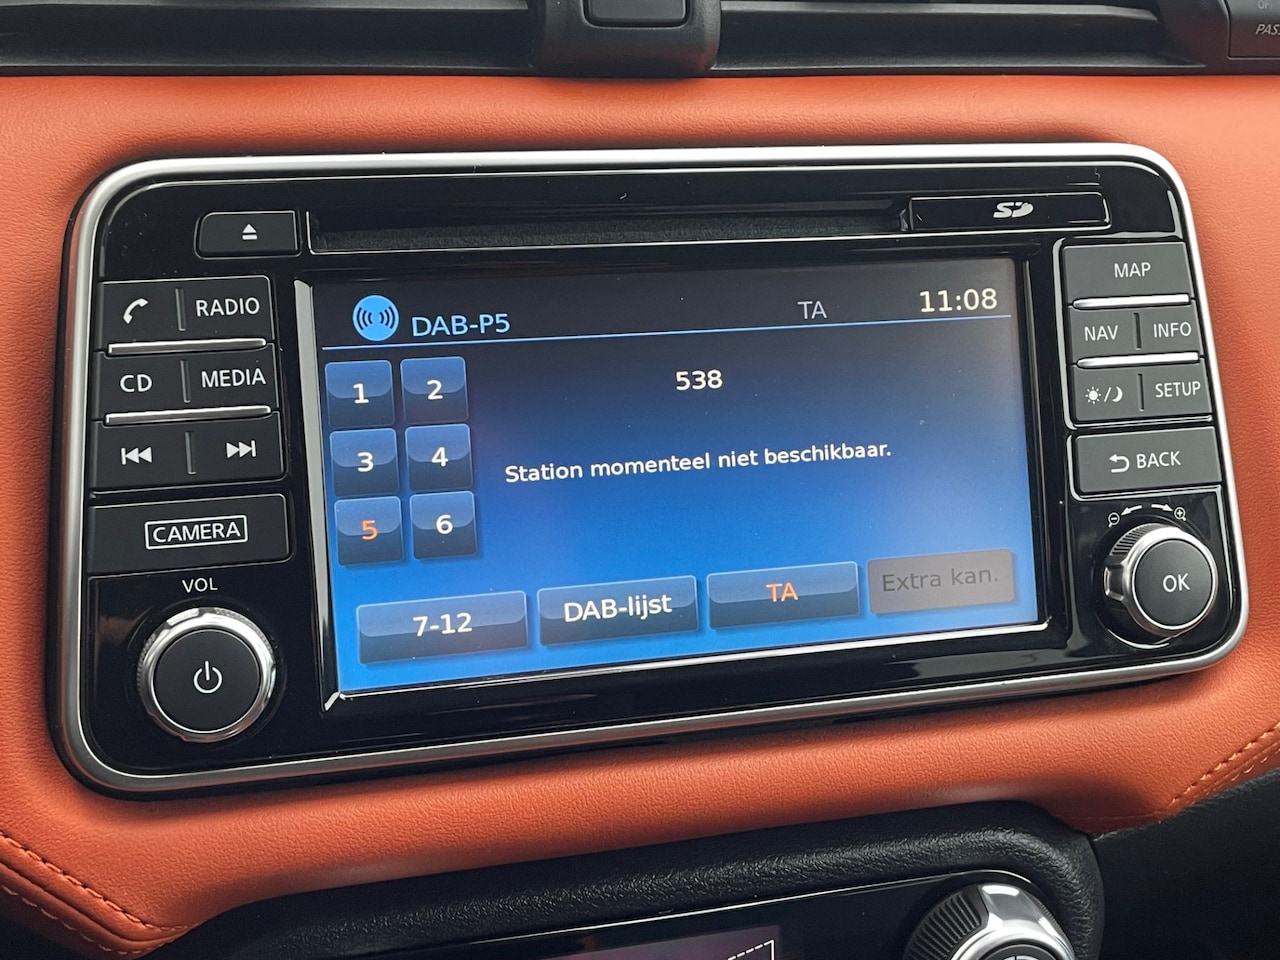 PAS
SD
RADIO
CD
MEDIA
CAMERA
VOL
DAB-P5
TA
11:08
538
1
2
3
4
5
6
Station momenteel niet beschikbaar.
7-12
DAB-lijst
TA
Extra kan.
MAP
NAV
INFO
SETUP
BACK
OK